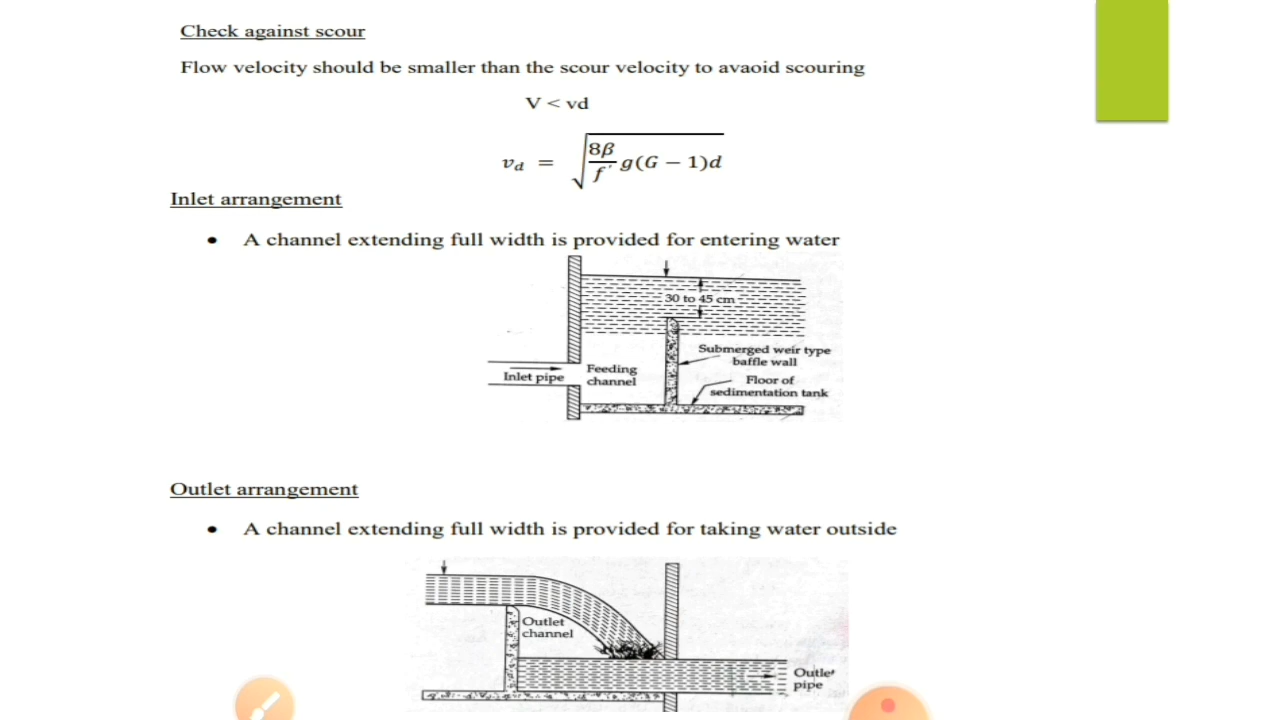 Check against scour
Flow velocity should be smaller than the scour velocity to avaoid scouring
V < vd
v_d = √(8β/f' g(G − 1)d)
Inlet arrangement
• A channel extending full width is provided for entering water
30 to 45 cm
Submerged weir type
baffle wall
Feeding
channel
Inlet pipe
Floor of
sedimentation tank
Outlet arrangement
• A channel extending full width is provided for taking water outside
Outlet
channel
Outlet
pipe